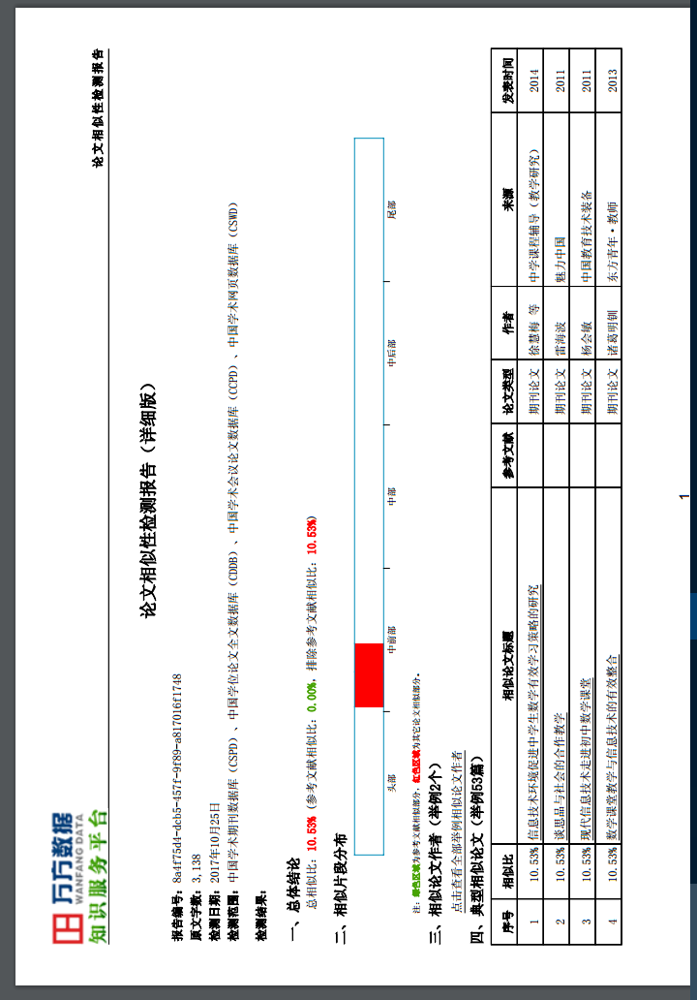 万方数据
WANFANG DATA
知识服务平台
论文相似性检测报告
论文相似性检测报告（详细版）
报告编号：8a4f75d4-dcb5-457f-9f89-a817016f1748
原文字数：3,138
检测日期：2017年10月25日
检测范围：中国学术期刊数据库（CSPD）、中国学位论文全文数据库（CDDB）、中国学术会议论文数据库（CCPD）、中国学术网页数据库（CSWD）
检测结果：
一、总体结论
总相似比：10.53%（参考文献相似比：0.00%，排除参考文献相似比：10.53%）
二、相似片段分布
头部 中前部 中部 中后部 尾部
注：绿色区域为参考文献相似部分，红色区域为其它论文相似部分。
三、相似论文作者（举例2个）
点击查看全部举例相似论文作者
四、典型相似论文（举例53篇）
序号 相似比 相似论文标题 参考文献 论文类型 作者 来源 发表时间
1 10.53% 信息技术环境促进中学生数学有效学习策略的研究 期刊论文 徐慧梅 等 中学课程辅导（教学研究） 2014
2 10.53% 谈思品与社会的合作教学 期刊论文 雷海波 魅力中国 2011
3 10.53% 现代信息技术走进初中数学课堂 期刊论文 杨会敏 中国教育技术装备 2011
4 10.53% 数学课堂教学与信息技术的有效整合 期刊论文 诸葛明钏 东方青年·教师 2013
1